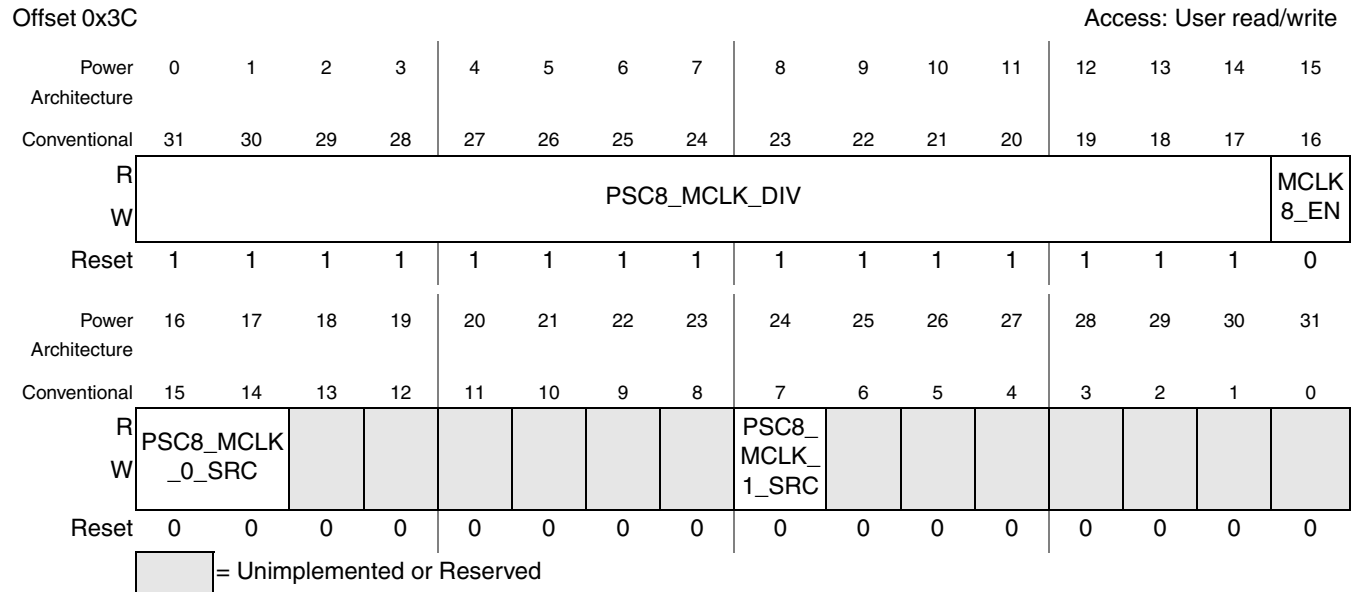 Offset 0x3C Access: User read/write
Power 0 1 2 3 4 5 6 7 8 9 10 11 12 13 14 15
Architecture
Conventional 31 30 29 28 27 26 25 24 23 22 21 20 19 18 17 16
R
PSC8_MCLK_DIV
MCLK
8_EN
W
Reset 1 1 1 1 1 1 1 1 1 1 1 1 1 1 1 0
Power 16 17 18 19 20 21 22 23 24 25 26 27 28 29 30 31
Architecture
Conventional 15 14 13 12 11 10 9 8 7 6 5 4 3 2 1 0
R
PSC8_MCLK
_0_SRC
PSC8_
MCLK_
1_SRC
W
Reset 0 0 0 0 0 0 0 0 0 0 0 0 0 0 0 0
= Unimplemented or Reserved